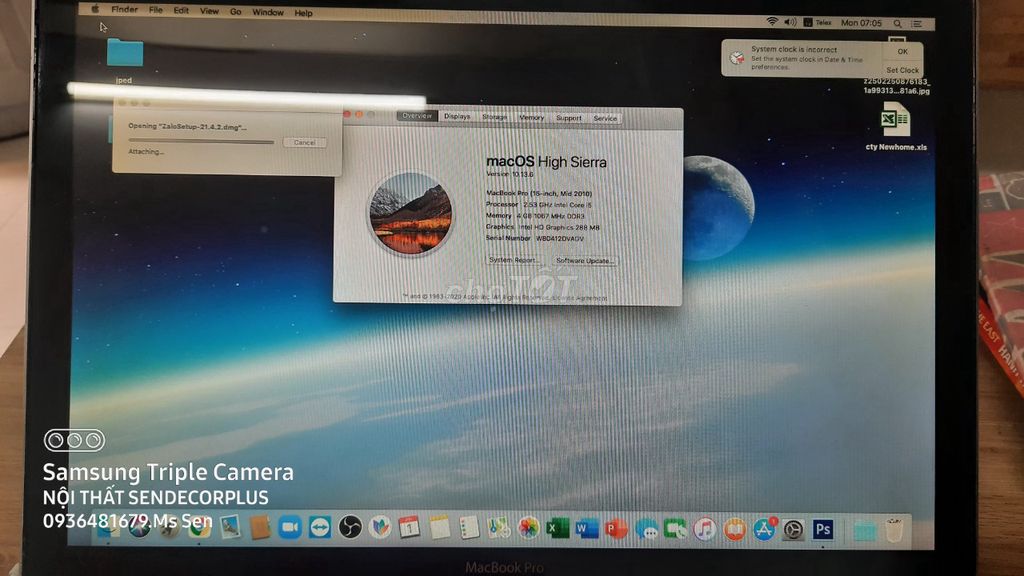 Finder File Edit View Go Window Help
Telex Mon 07:05
System clock is incorrect
Set the system clock in Date & Time
preferences.
OK
Set Clock
jped
1a99313...81a6.jpg
cty Newhome.xls
Opening "ZaloSetup-21.4.2.dmg"...
Cancel
Attaching...
Overview Displays Storage Memory Support Service
macOS High Sierra
Version 10.13.6
MacBook Pro (15-inch, Mid 2010)
Processor 2.53 GHz Intel Core i5
Memory 4 GB 1067 MHz DDR3
Graphics Intel HD Graphics 288 MB
Serial Number
System Report...
Software Update...
chợTỐT
™ and © 1983-2020 Apple Inc. All Rights Reserved. License Agreement
Samsung Triple Camera
NỘI THẤT SENDECORPLUS
0936481679.Ms Sen
1
X
W
P
Ps
MacBook Pro